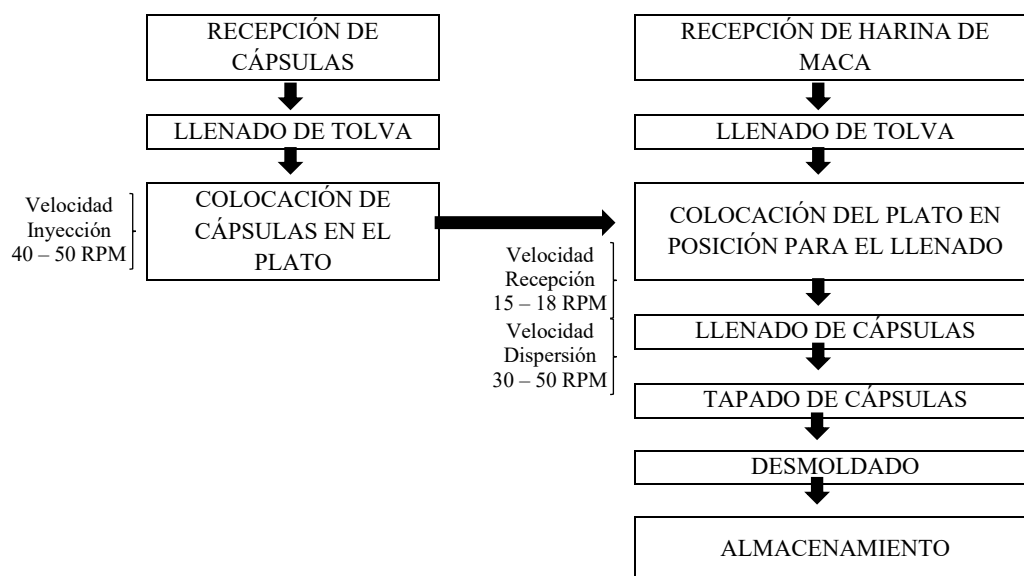 RECEPCIÓN DE
CÁPSULAS
LLENADO DE TOLVA
Velocidad
Inyección
40 – 50 RPM
COLOCACIÓN DE
CÁPSULAS EN EL
PLATO
RECEPCIÓN DE HARINA DE
MACA
LLENADO DE TOLVA
COLOCACIÓN DEL PLATO EN
POSICIÓN PARA EL LLENADO
Velocidad
Recepción
15 – 18 RPM
Velocidad
Dispersión
30 – 50 RPM
LLENADO DE CÁPSULAS
TAPADO DE CÁPSULAS
DESMOLDADO
ALMACENAMIENTO